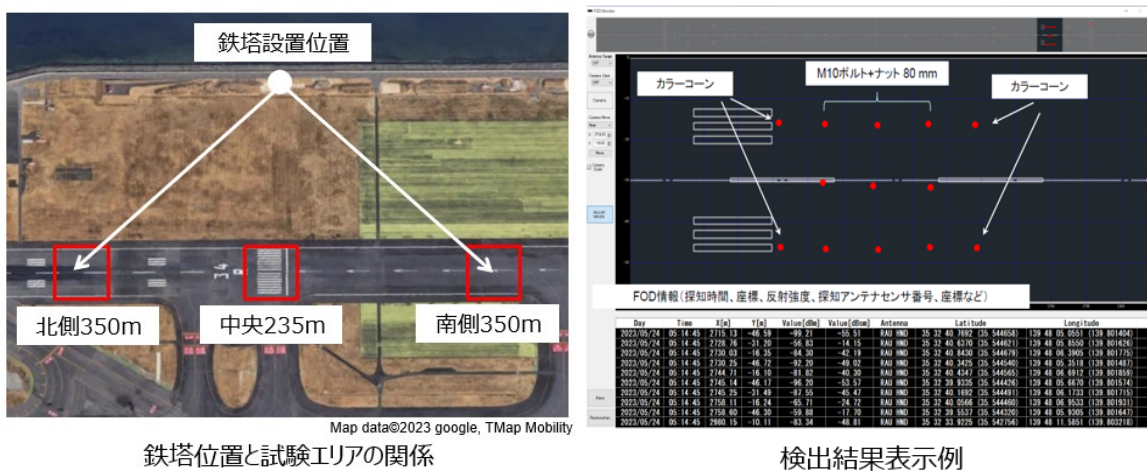 鉄塔設置位置
34
北側350m
中央235m
南側350m
Map data©2023 google, TMap Mobility
鉄塔位置と試験エリアの関係
FOD Monitor
カラーコーン
M10ボルト+ナット 80 mm
カラーコーン
Camera
FOD情報(探知時間、座標、反射強度、探知アンテナセンサ番号、座標など)
Day Time X[m] Y[m] Value[dBm] Value[dBsm] Antenna Latitude Longitude
2023/05/24 05:14:45 2715.13 -46.59 -99.21 -55.51 RAU HND 35 32 40.7692 (35.544658) 139 48 05.0551 (139.801404)
2023/05/24 05:14:45 2728.76 -31.20 -56.83 -14.15 RAU HND 35 32 40.6370 (35.544621) 139 48 05.8550 (139.801626)
2023/05/24 05:14:45 2730.03 -16.35 -84.30 -42.19 RAU HND 35 32 40.8430 (35.544679) 139 48 06.3905 (139.801775)
2023/05/24 05:14:45 2730.25 -46.72 -92.20 -49.02 RAU HND 35 32 40.3425 (35.544540) 139 48 05.3518 (139.801487)
2023/05/24 05:14:45 2744.71 -16.10 -81.82 -40.30 RAU HND 35 32 40.4347 (35.544565) 139 48 06.6912 (139.801859)
2023/05/24 05:14:45 2745.14 -46.17 -96.20 -53.57 RAU HND 35 32 39.9335 (35.544426) 139 48 05.6670 (139.801574)
2023/05/24 05:14:45 2745.25 -31.49 -87.55 -45.47 RAU HND 35 32 40.1692 (35.544491) 139 48 06.1733 (139.801715)
2023/05/24 05:14:45 2758.11 -16.24 -65.71 -24.72 RAU HND 35 32 40.0566 (35.544460) 139 48 06.9533 (139.801931)
2023/05/24 05:14:45 2758.60 -46.30 -59.88 -17.70 RAU HND 35 32 39.5537 (35.544320) 139 48 05.9305 (139.801647)
2023/05/24 05:14:45 2980.15 -10.11 -83.34 -48.81 RAU HND 35 32 33.9225 (35.542756) 139 48 11.5851 (139.803218)
検出結果表示例